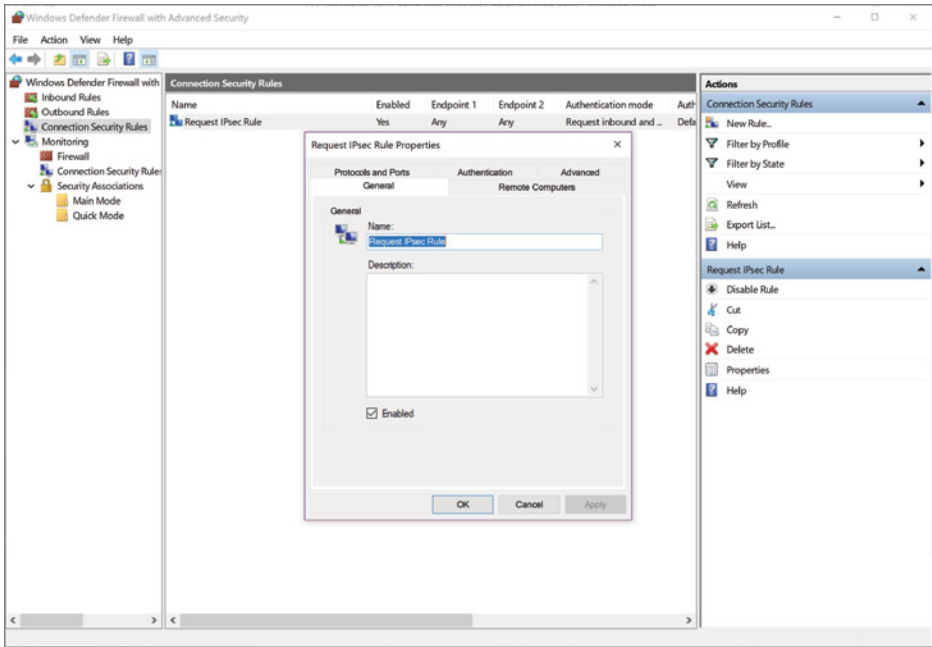 Windows Defender Firewall with Advanced Security
File Action View Help
Windows Defender Firewall with
Inbound Rules
Outbound Rules
Connection Security Rules
Monitoring
Firewall
Connection Security Rule
Security Associations
Main Mode
Quick Mode
Connection Security Rules
Name Enabled Endpoint 1 Endpoint 2 Authentication mode Auth
Request IPsec Rule Yes Any Any Request inbound and ... Defa
Request IPsec Rule Properties
Protocols and Ports Authentication Advanced
General Remote Computers
General
Name:
Request IPsec Rule
Description:
Enabled
OK Cancel Apply
Actions
Connection Security Rules
New Rule...
Filter by Profile
Filter by State
View
Refresh
Export List...
Help
Request IPsec Rule
Disable Rule
Cut
Copy
Delete
Properties
Help